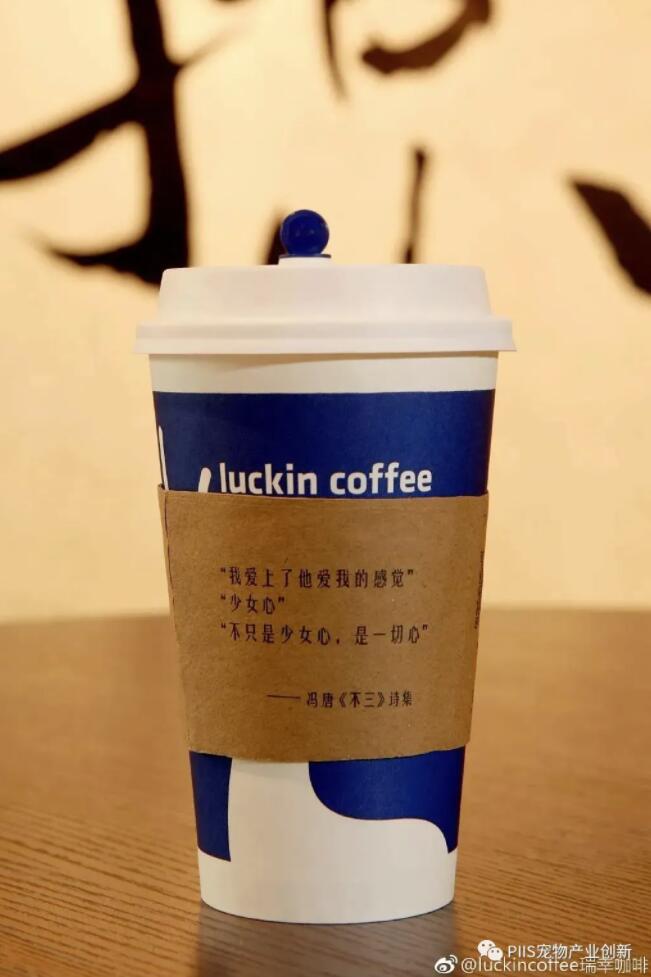 luckin coffee
“我爱上了他爱我的感觉”
“少女心”
“不只是少女心，是一切心”
—— 冯唐《不三》诗集
PIIS宠物产业创新
@luckincoffee瑞幸咖啡